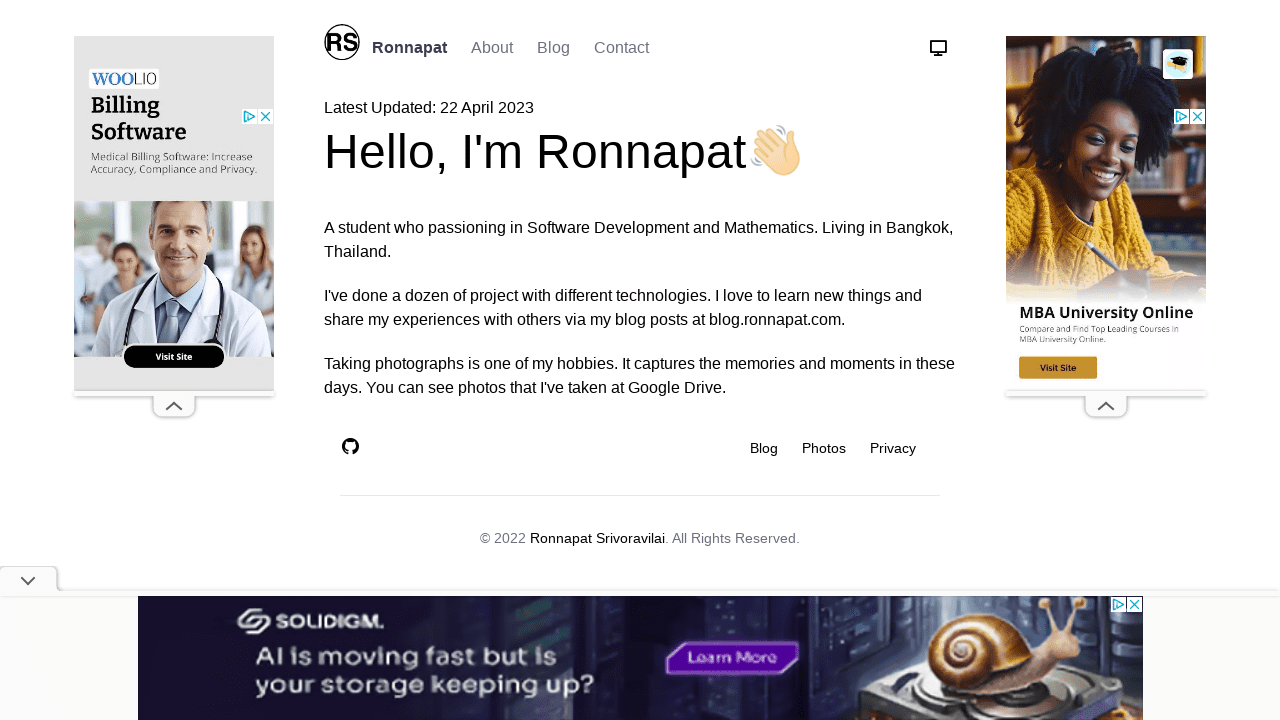 RS
Ronnapat About Blog Contact
Latest Updated: 22 April 2023
Hello, I'm Ronnapat👋
A student who passioning in Software Development and Mathematics. Living in Bangkok,
Thailand.
I've done a dozen of project with different technologies. I love to learn new things and
share my experiences with others via my blog posts at blog.ronnapat.com.
Taking photographs is one of my hobbies. It captures the memories and moments in these
days. You can see photos that I've taken at Google Drive.
Blog Photos Privacy
© 2022 Ronnapat Srivoravilai. All Rights Reserved.
WOOLIO
Billing
Software
Medical Billing Software: Increase
Accuracy, Compliance and Privacy.
Visit Site
MBA University Online
Compare and Find Top Leading Courses in
MBA University Online.
Visit Site
SOLIDIGM.
AI is moving fast but is
your storage keeping up?
Learn More